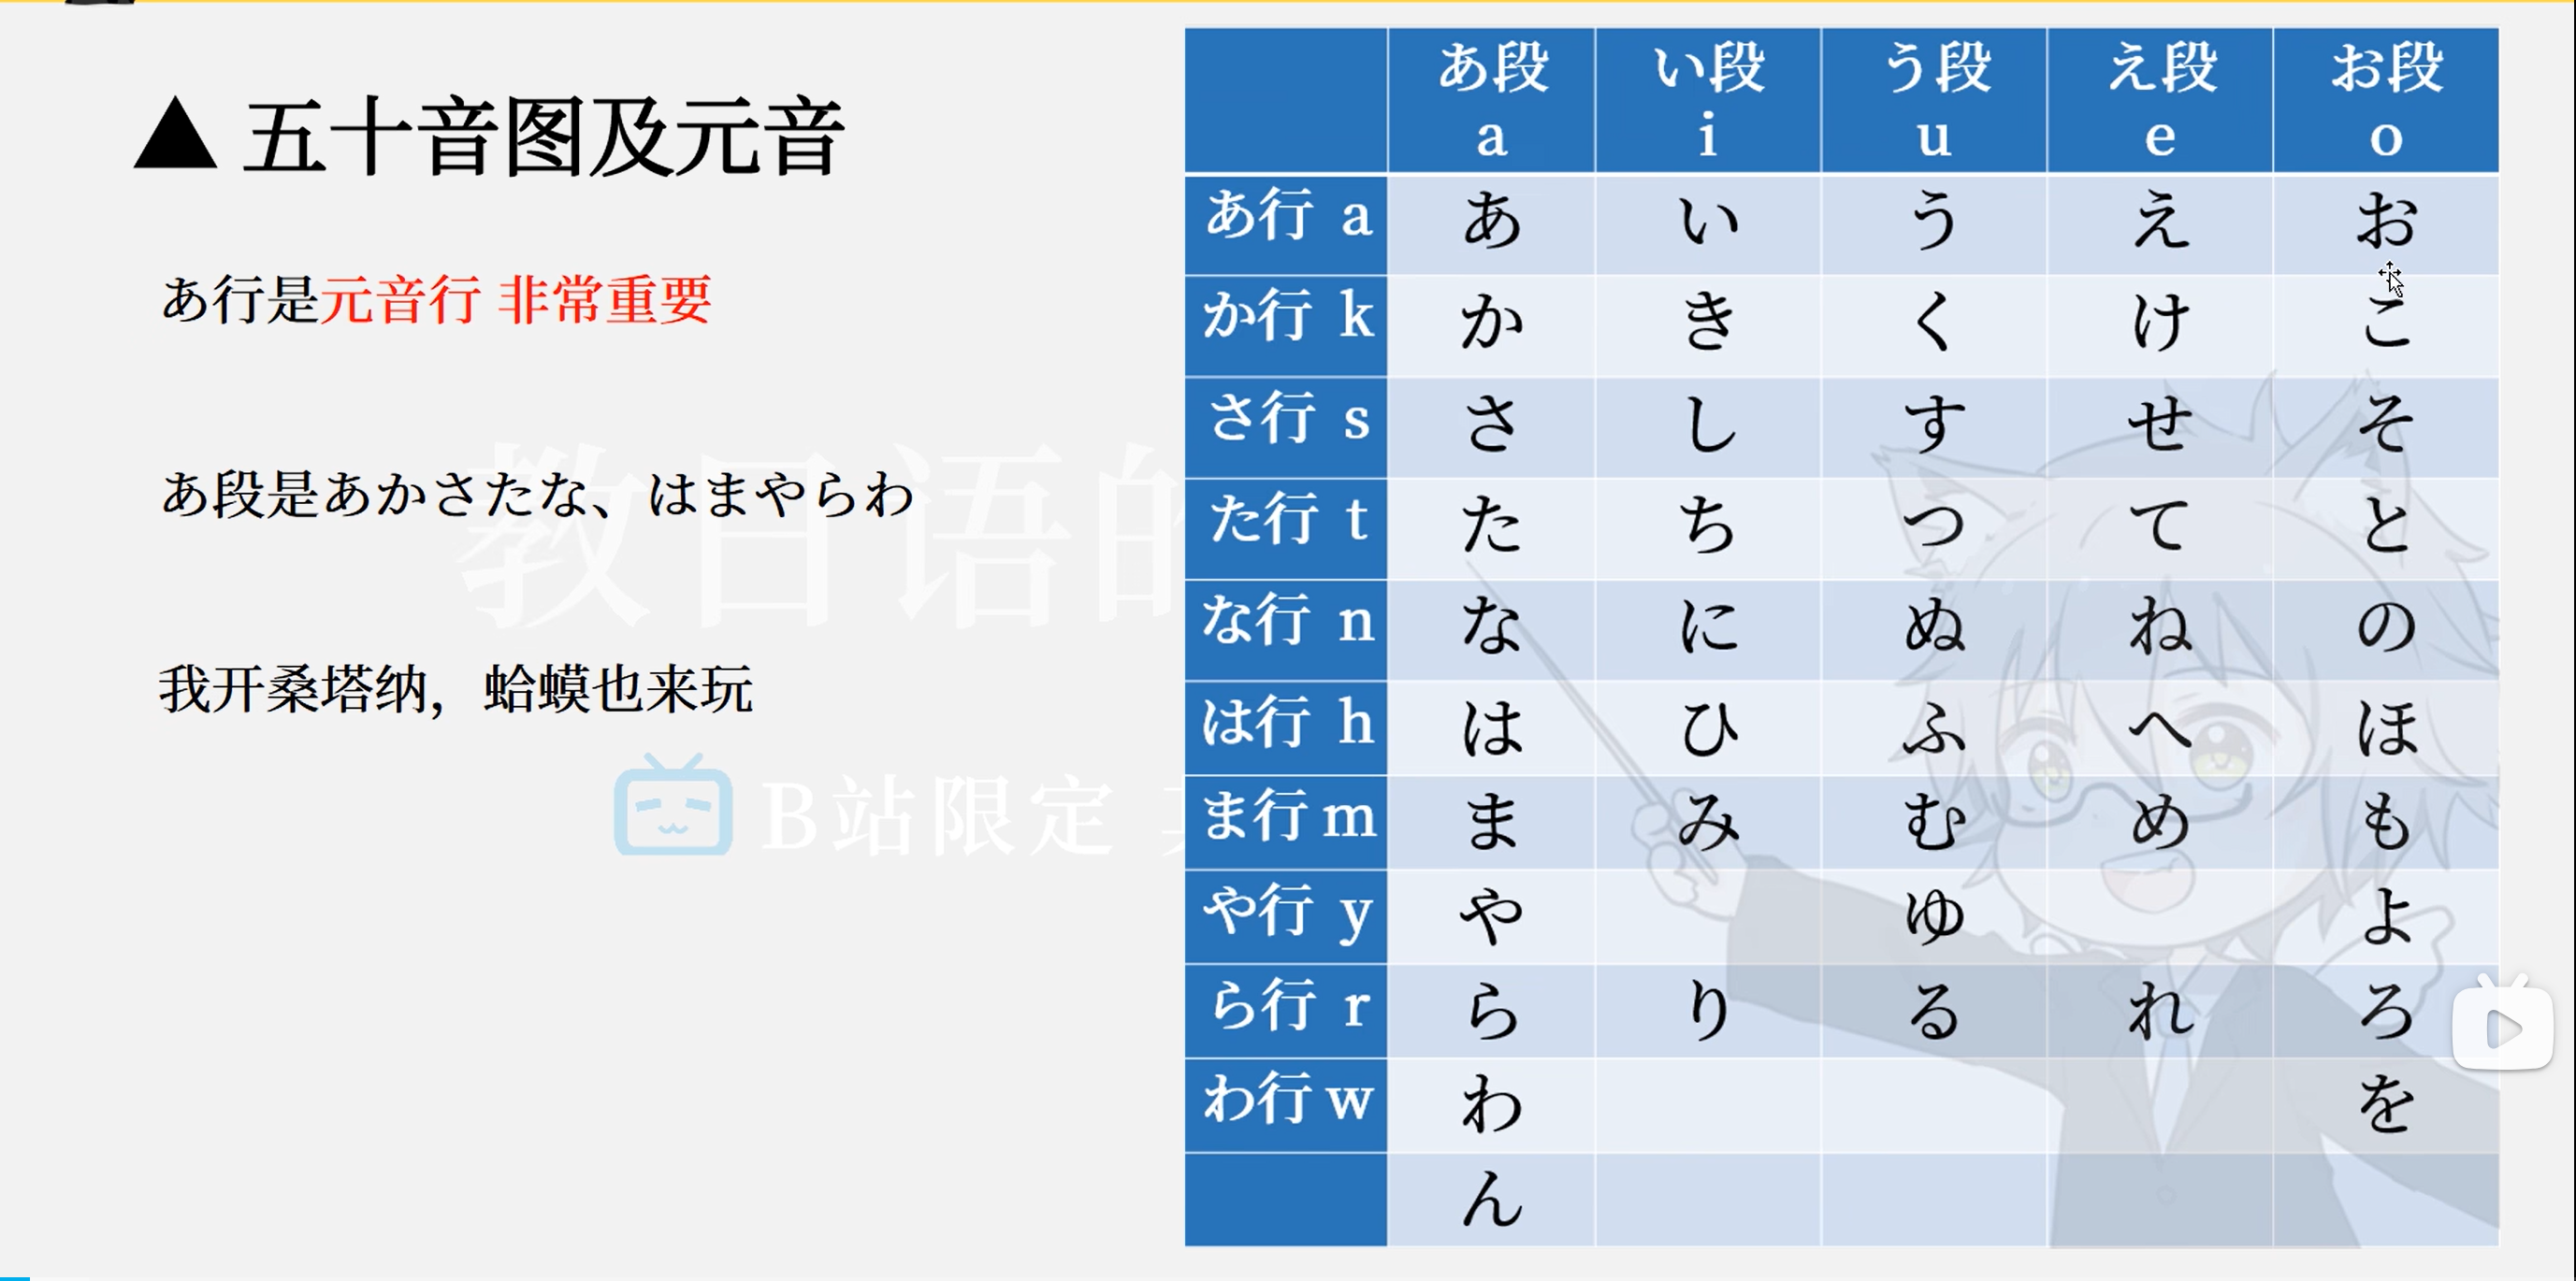 ▲ 五十音图及元音
あ行是元音行 非常重要
あ段是あかさたな、はまやらわ
我开桑塔纳，蛤蟆也来玩
教日语的
B站限定
あ段 い段 う段 え段 お段
a i u e o
あ行 a あ い う え お
か行 k か き く け こ
さ行 s さ し す せ そ
た行 t た ち つ て と
な行 n な に ぬ ね の
は行 h は ひ ふ へ ほ
ま行 m ま み む め も
や行 y や ゆ よ
ら行 r ら り る れ ろ
わ行 w わ を
ん